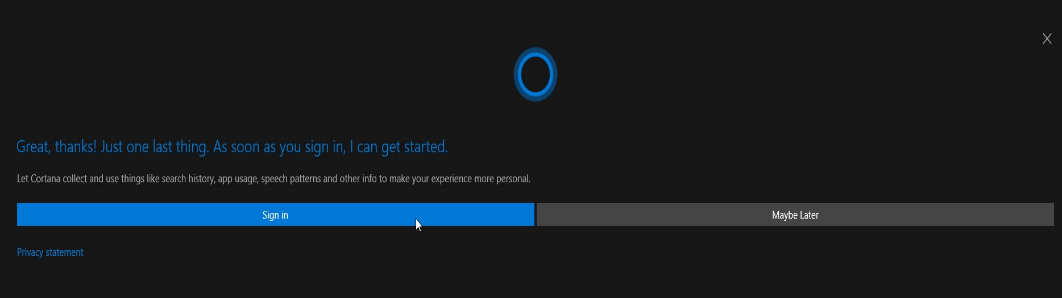 Great, thanks! Just one last thing. As soon as you sign in, I can get started.
Let Cortana collect and use things like search history, app usage, speech patterns and other info to make your experience more personal.
Sign in
Maybe Later
Privacy statement